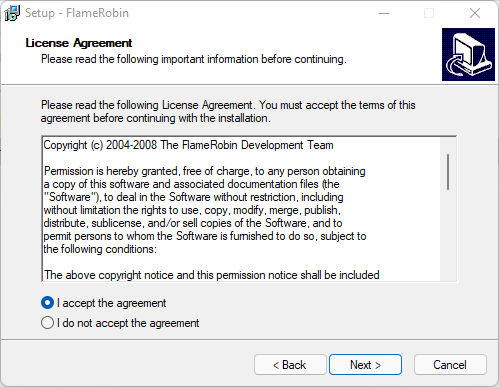 Setup - FlameRobin
License Agreement
Please read the following important information before continuing.
Please read the following License Agreement. You must accept the terms of this
agreement before continuing with the installation.
Copyright (c) 2004-2008 The FlameRobin Development Team
Permission is hereby granted, free of charge, to any person obtaining
a copy of this software and associated documentation files (the
"Software"), to deal in the Software without restriction, including
without limitation the rights to use, copy, modify, merge, publish,
distribute, sublicense, and/or sell copies of the Software, and to
permit persons to whom the Software is furnished to do so, subject to
the following conditions:
The above copyright notice and this permission notice shall be included
I accept the agreement
I do not accept the agreement
< Back
Next >
Cancel